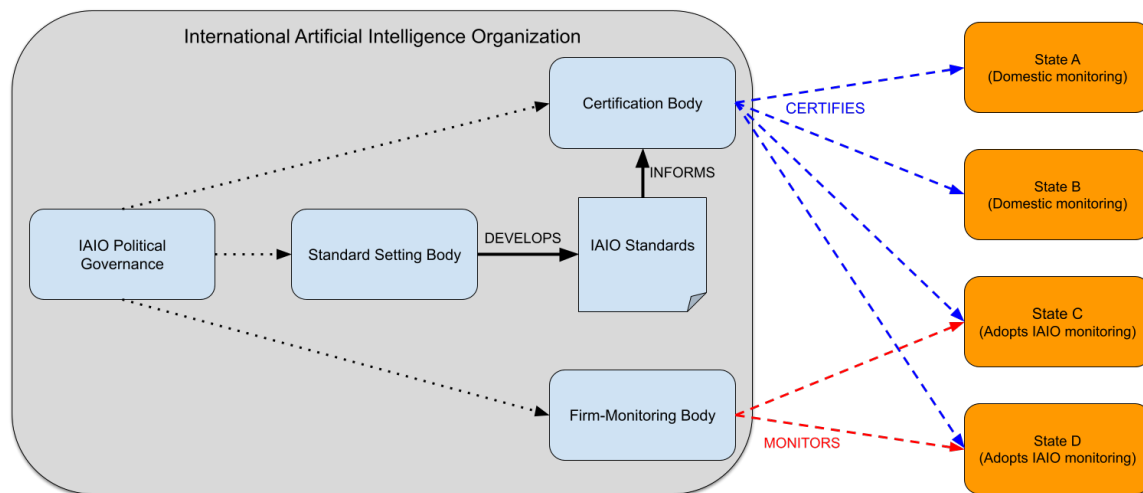 International Artificial Intelligence Organization
Certification Body
CERTIFIES
INFORMS
IAIO Political
Governance
Standard Setting Body
DEVELOPS
IAIO Standards
Firm-Monitoring Body
MONITORS
State A
(Domestic monitoring)
State B
(Domestic monitoring)
State C
(Adopts IAIO monitoring)
State D
(Adopts IAIO monitoring)